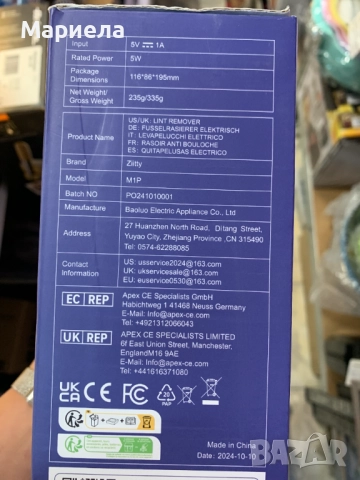 Мариела
Input 5V ⎓ 1A
Rated Power 5W
Package Dimensions 116*86*195mm
Net Weight/ Gross Weight 235g/335g
Product Name
US/UK: LINT REMOVER
DE: FUSSELRASIERER ELEKTRISCH
IT: LEVAPELUCCHI ELETTRICO
FR: RASOIR ANTI BOULOCHE
ES: QUITAPELUSAS ELECTRICO
Brand Ziitty
Model M1P
Batch NO PO241010001
Manufacture Baoluo Electric Appliance Co., Ltd
Address
27 Huanzhen North Road, Ditang Street,
Yuyao City, Zhejiang Province ,CN 315490
Tel: 0574-62288085
Contact Information
US: usservice2024@163.com
UK: ukservicesale@163.com
EU: euservice0530@163.com
EC REP
Apex CE Specialists GmbH
Habichtweg 1 41468 Neuss Germany
E-Mail: Info@apex-ce.com
Tel: +4921312066043
UK REP
APEX CE SPECIALISTS LIMITED
6f East Union Street, Manchester,
EnglandM16 9AE
E-Mail: Info@apex-ce.com
Tel: +441616371080
UK CA CE FC
20
PAP
Made in China
Date: 2024-10-10
BAZAR